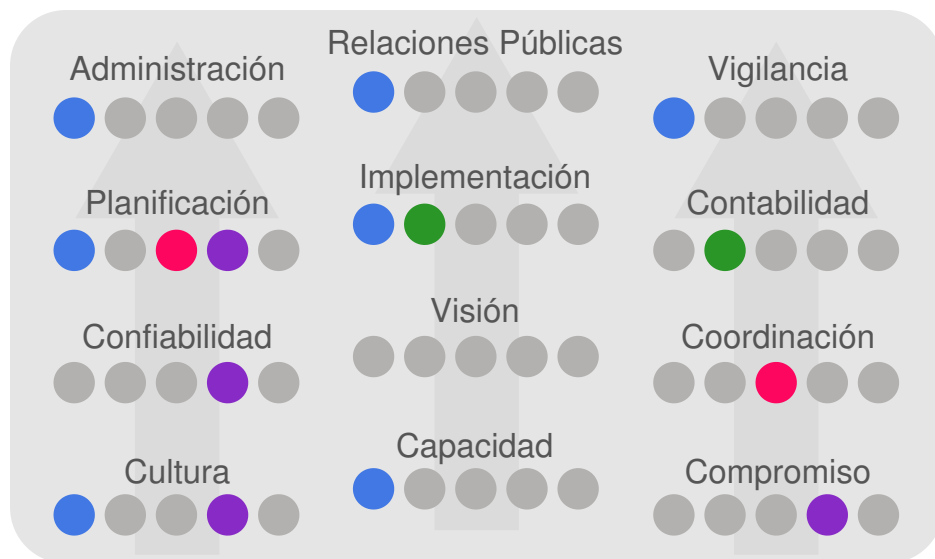 Relaciones Públicas
Administración
Vigilancia
Implementación
Planificación
Contabilidad
Visión
Confiabilidad
Coordinación
Capacidad
Cultura
Compromiso